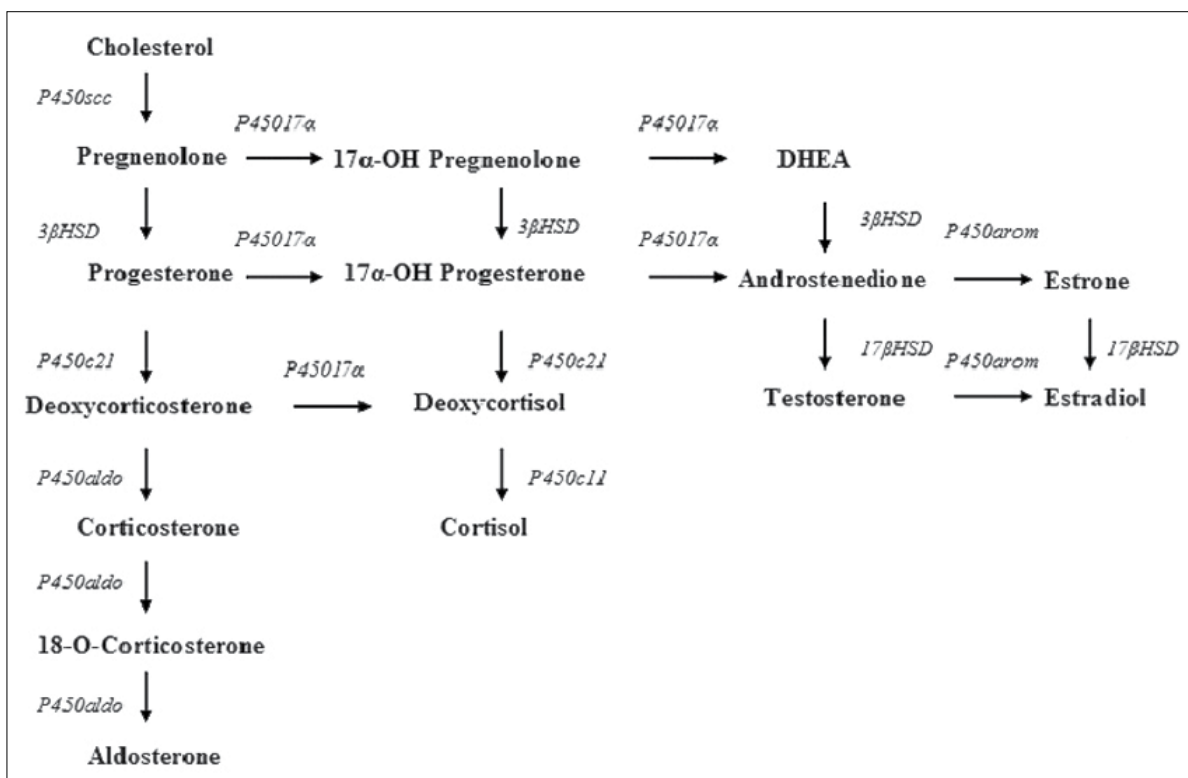 Cholesterol
P450scc
P45017α P45017α
Pregnenolone 17α-OH Pregnenolone DHEA
3βHSD 3βHSD 3βHSD P450arom
P45017α P45017α
Progesterone 17α-OH Progesterone Androstenedione Estrone
P450c21 P450c21 17βHSD 17βHSD
P45017α P450arom
Deoxycorticosterone Deoxycortisol Testosterone Estradiol
P450aldo P450c11
Corticosterone Cortisol
P450aldo
18-O-Corticosterone
P450aldo
Aldosterone